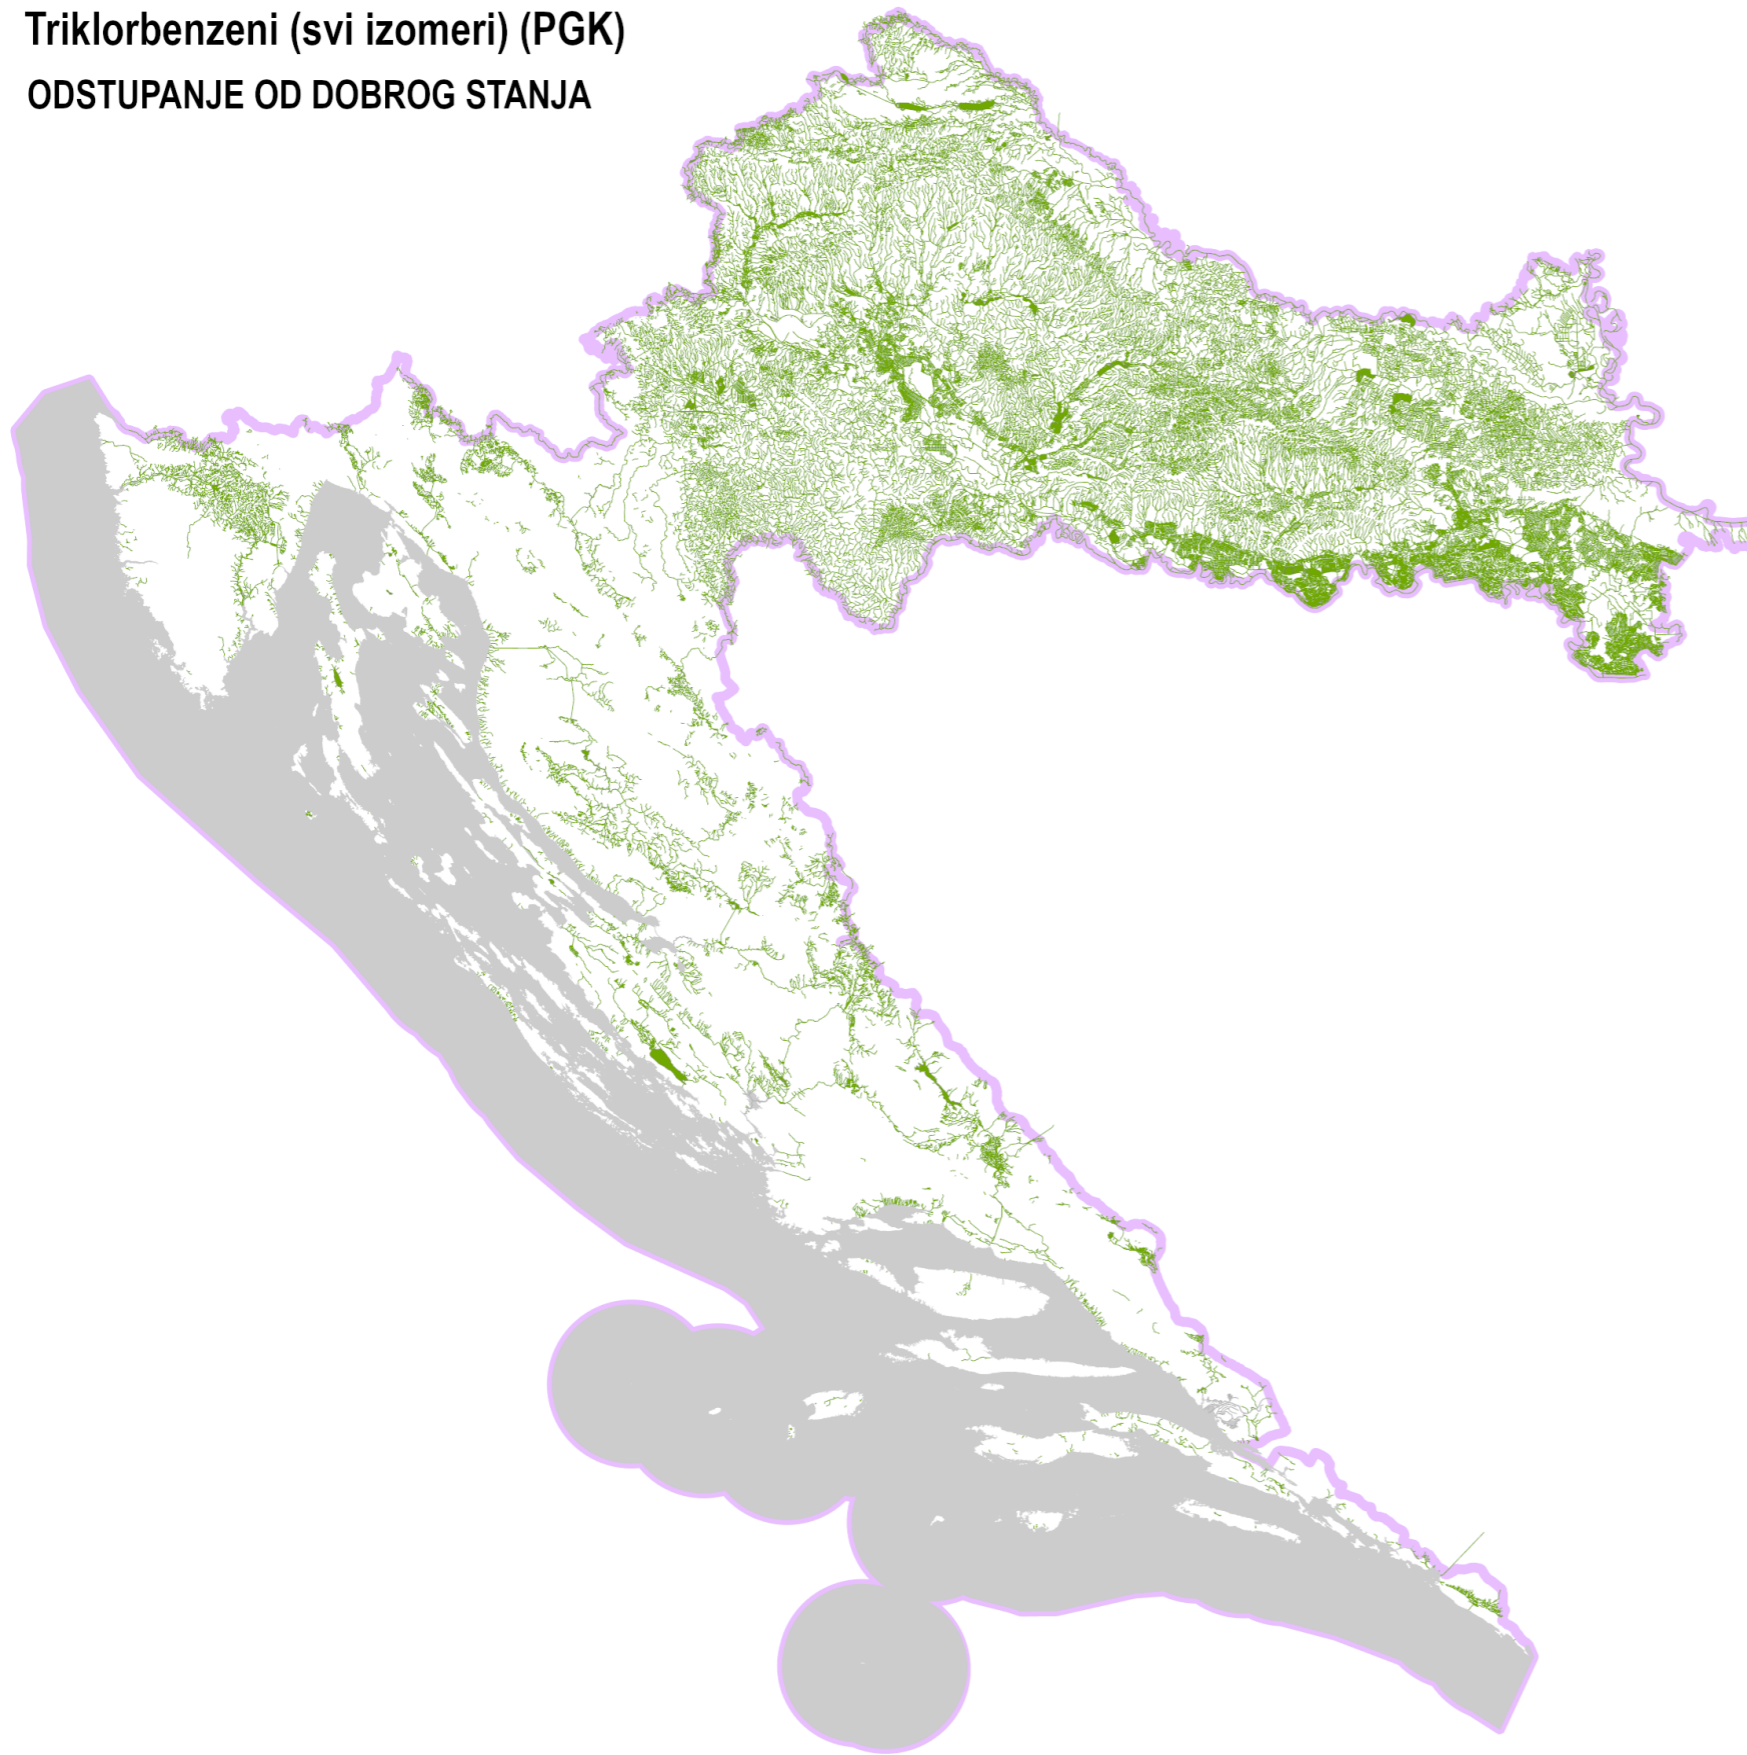 Triklorbenzeni (svi izomeri) (PGK)
ODSTUPANJE OD DOBROG STANJA